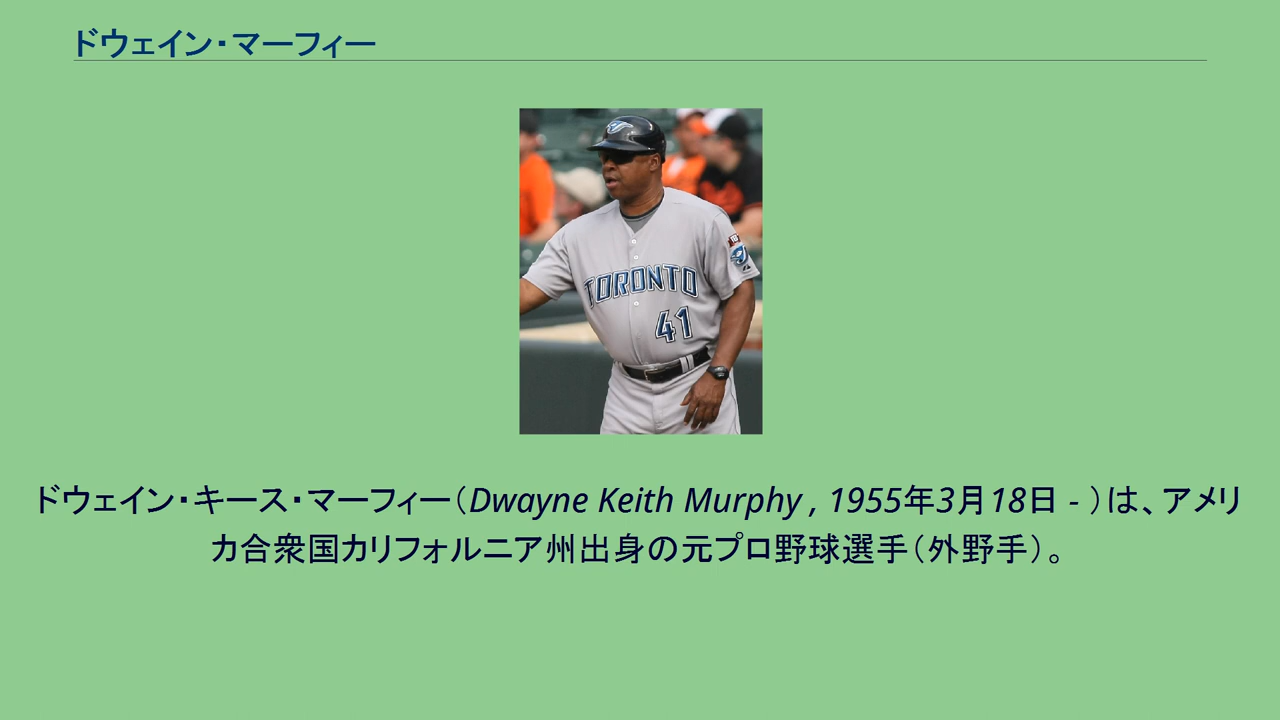 ドウェイン・マーフィー
TORONTO
41
ドウェイン・キース・マーフィー（Dwayne Keith Murphy , 1955年3月18日 - ）は、アメリ
カ合衆国カリフォルニア州出身の元プロ野球選手（外野手）。